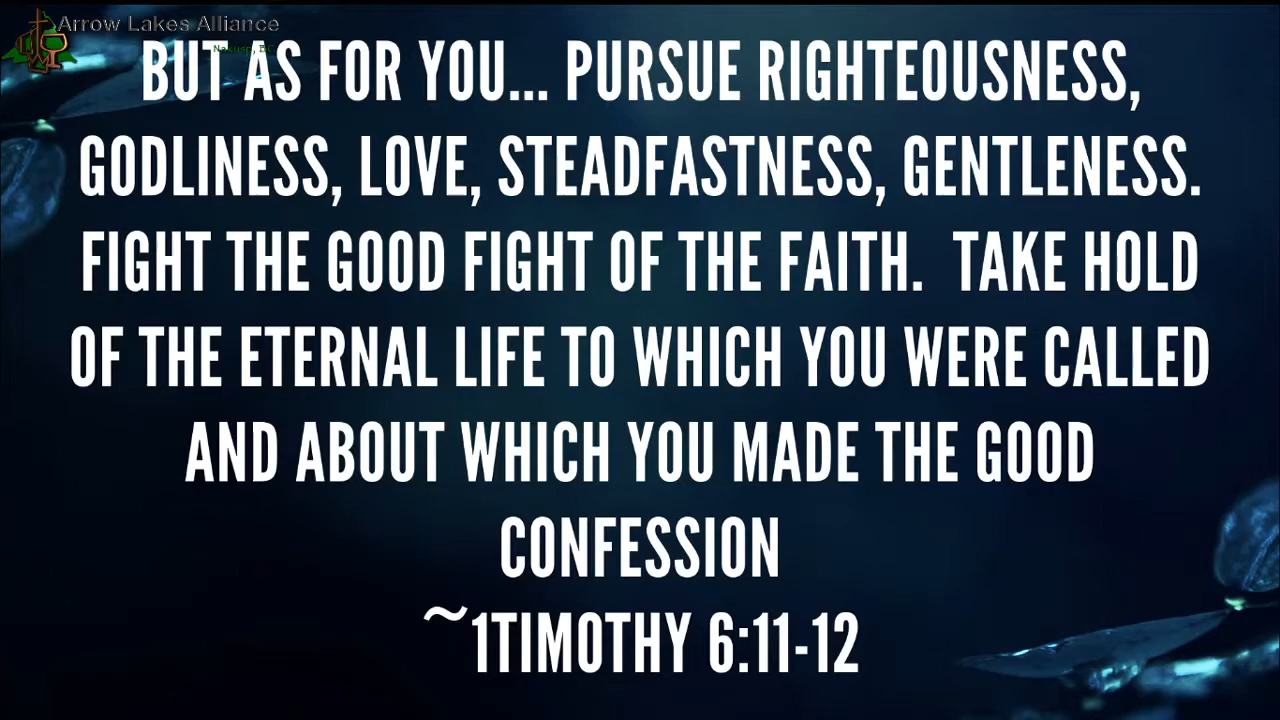 Arrow Lakes Alliance
Nakusp, BC
BUT AS FOR YOU... PURSUE RIGHTEOUSNESS,
GODLINESS, LOVE, STEADFASTNESS, GENTLENESS.
FIGHT THE GOOD FIGHT OF THE FAITH.  TAKE HOLD
OF THE ETERNAL LIFE TO WHICH YOU WERE CALLED
AND ABOUT WHICH YOU MADE THE GOOD
CONFESSION
~1TIMOTHY 6:11-12